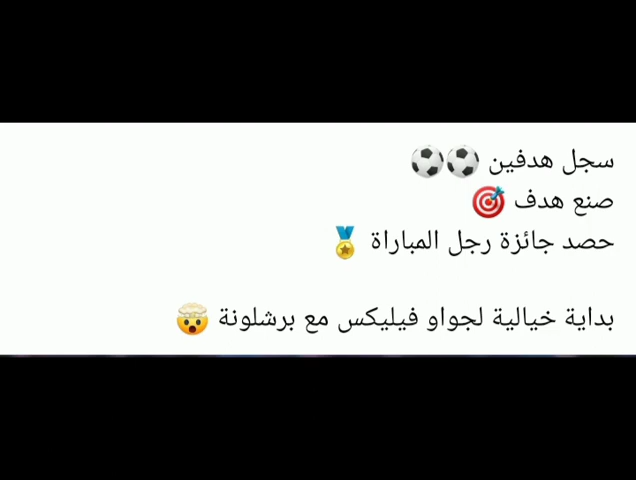 سجل هدفين ⚽⚽
صنع هدف 🎯
حصد جائزة رجل المباراة 🏅
بداية خيالية لجواو فيليكس مع برشلونة 🤯